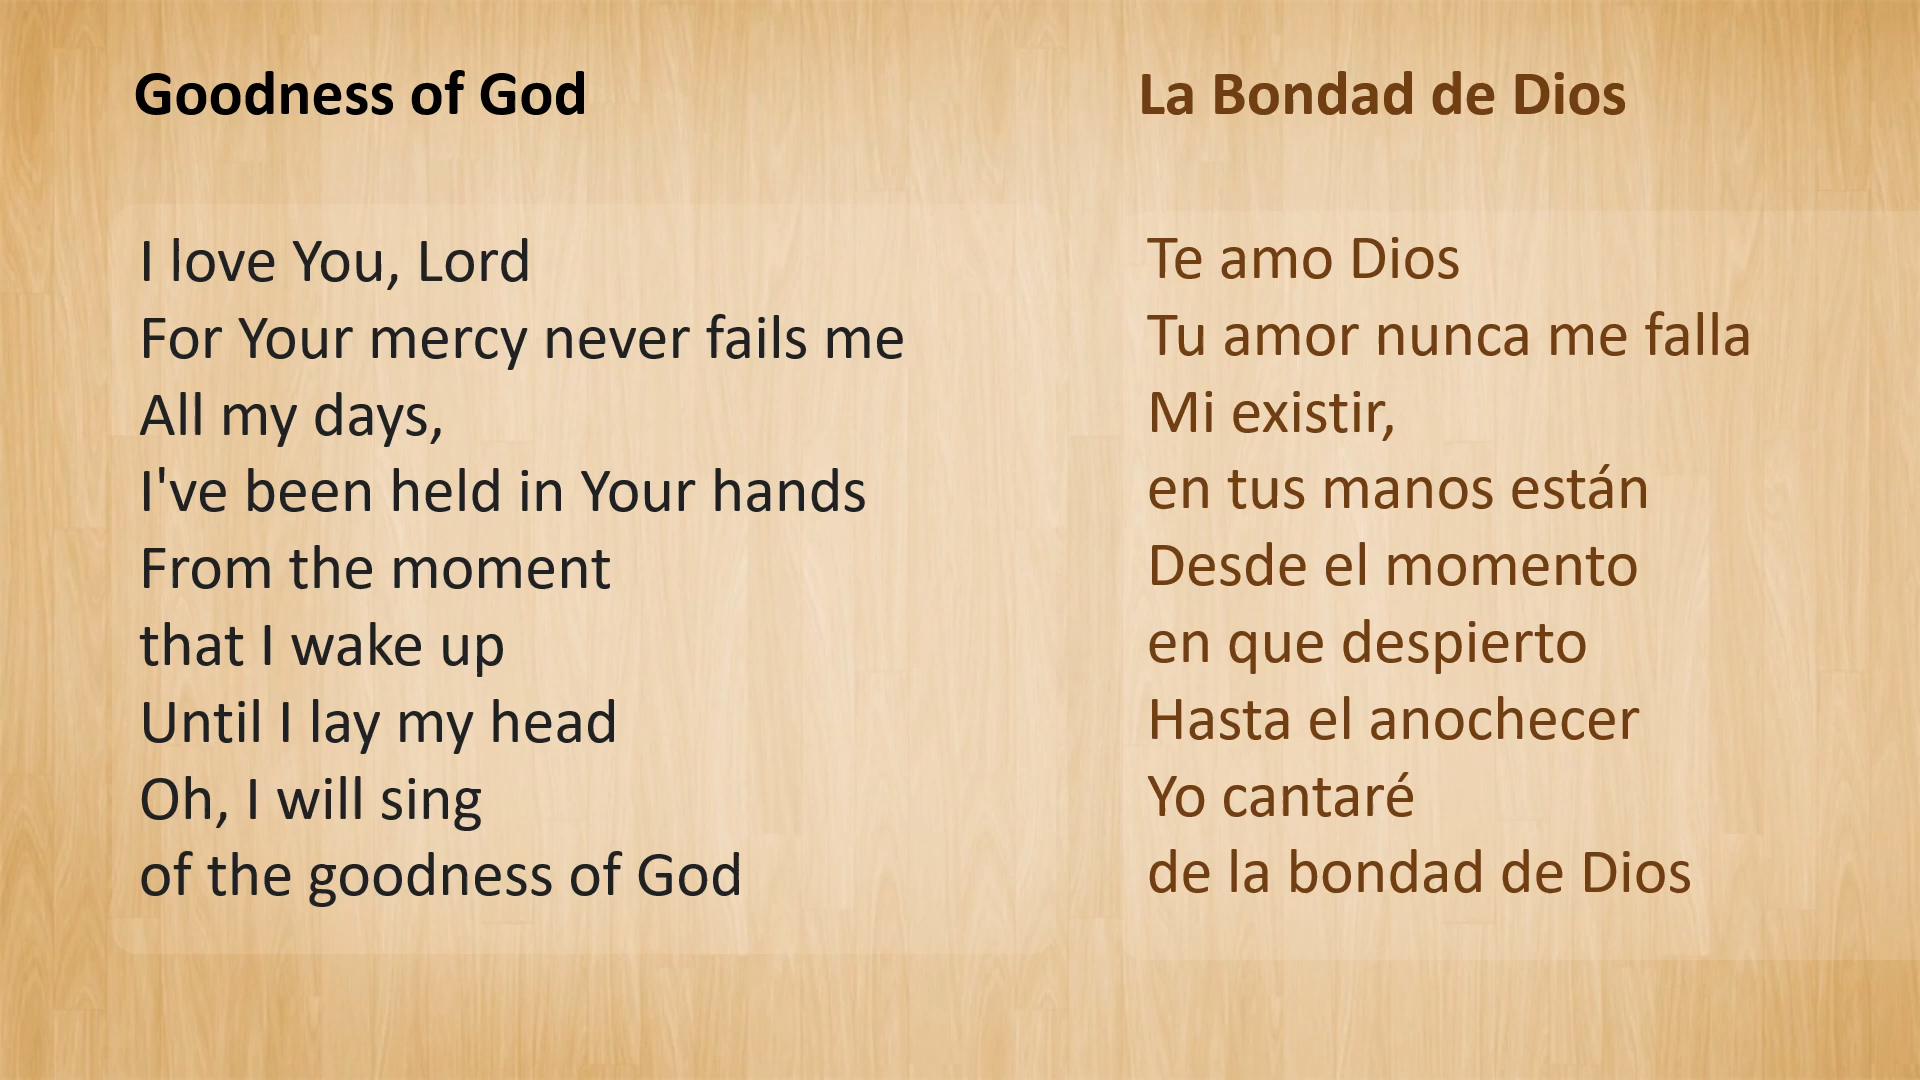 Goodness of God
I love You, Lord
For Your mercy never fails me
All my days,
I've been held in Your hands
From the moment
that I wake up
Until I lay my head
Oh, I will sing
of the goodness of God
La Bondad de Dios
Te amo Dios
Tu amor nunca me falla
Mi existir,
en tus manos están
Desde el momento
en que despierto
Hasta el anochecer
Yo cantaré
de la bondad de Dios